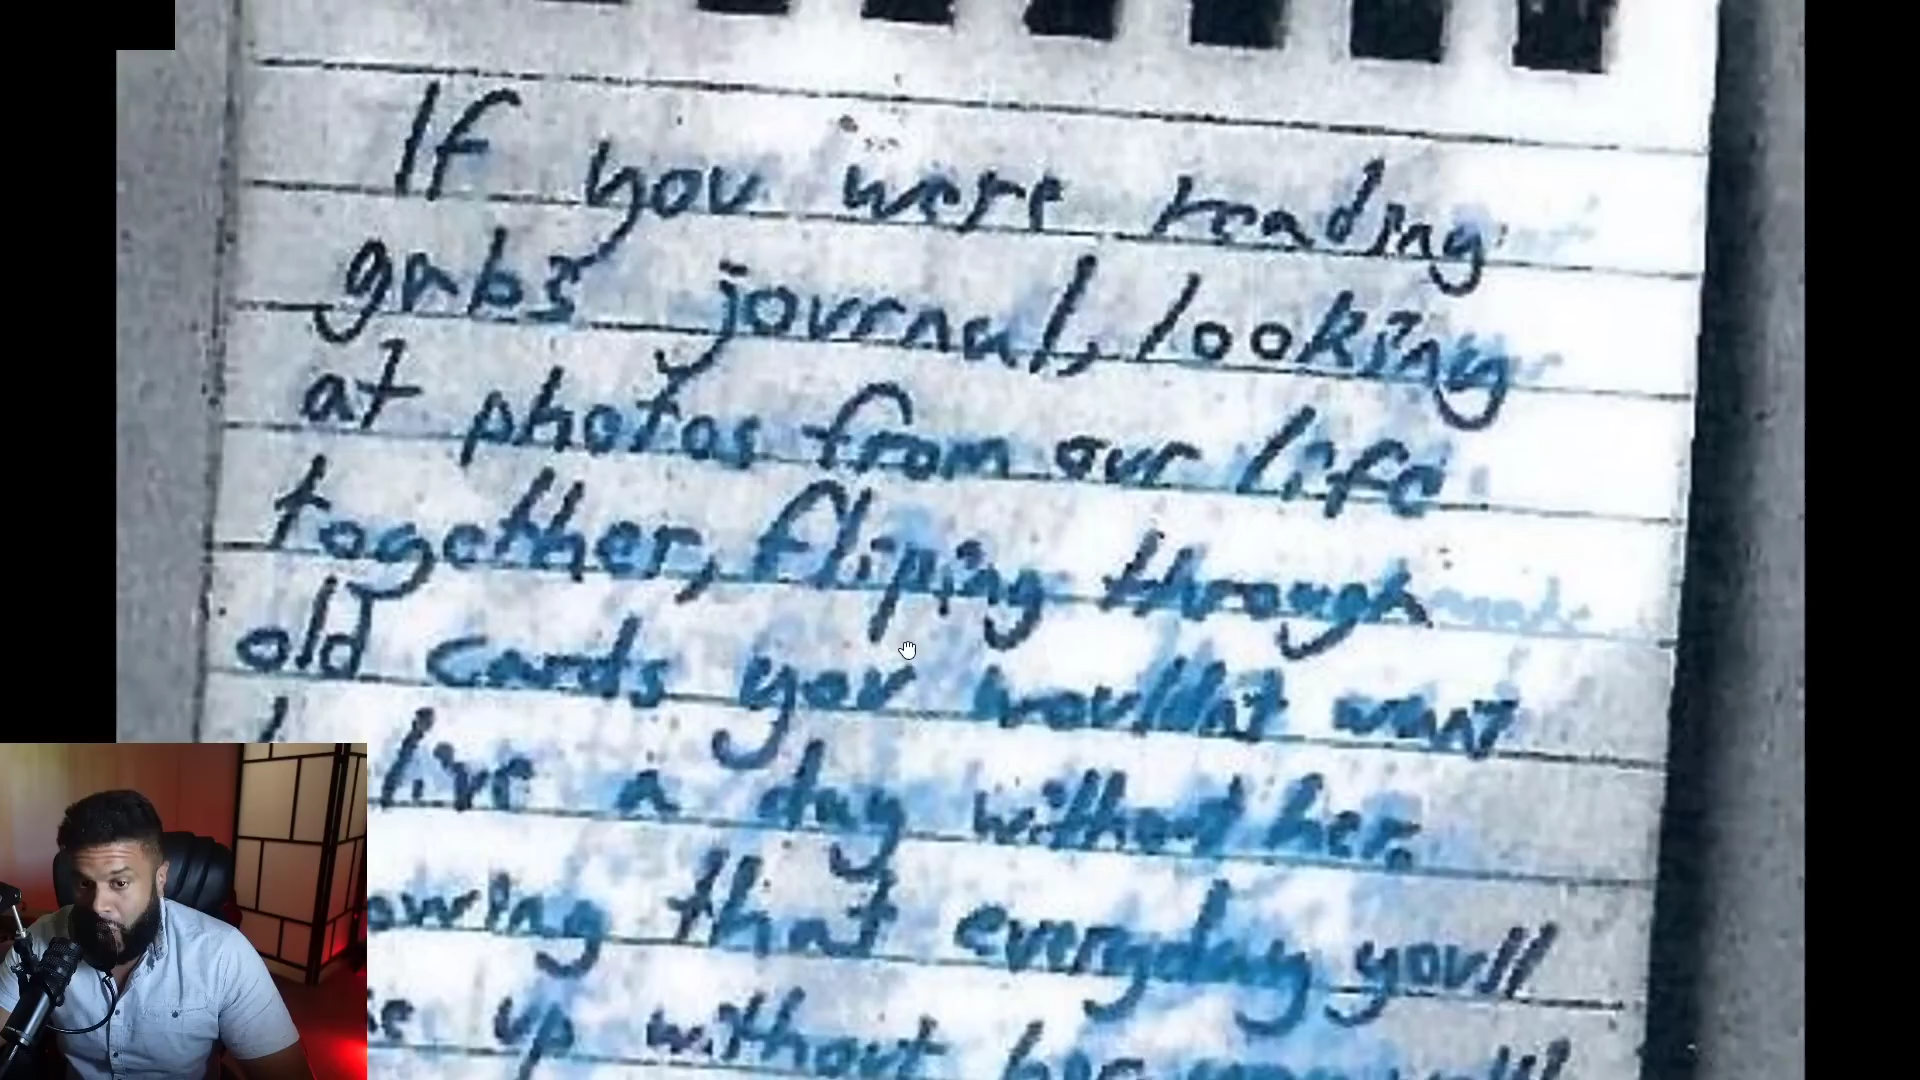 If you were reading
gabs journal, looking
at photos from our life
together, fliping through
old cards you wouldnt want
live a day without her.
owing that everyday you'll
up without her